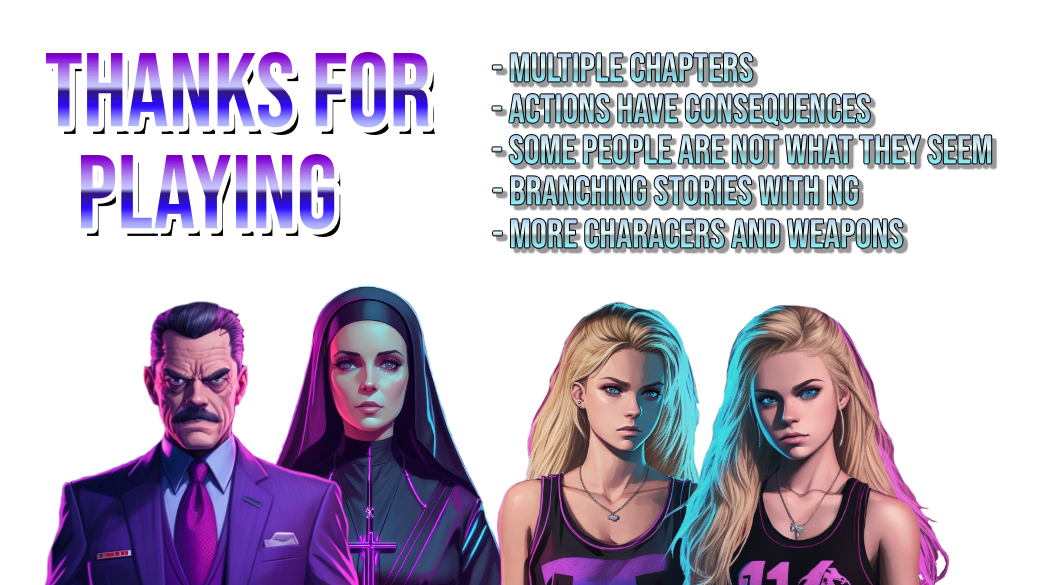 THANKS FOR
PLAYING
- MULTIPLE CHAPTERS
- ACTIONS HAVE CONSEQUENCES
- SOME PEOPLE ARE NOT WHAT THEY SEEM
- BRANCHING STORIES WITH NG
- MORE CHARACERS AND WEAPONS